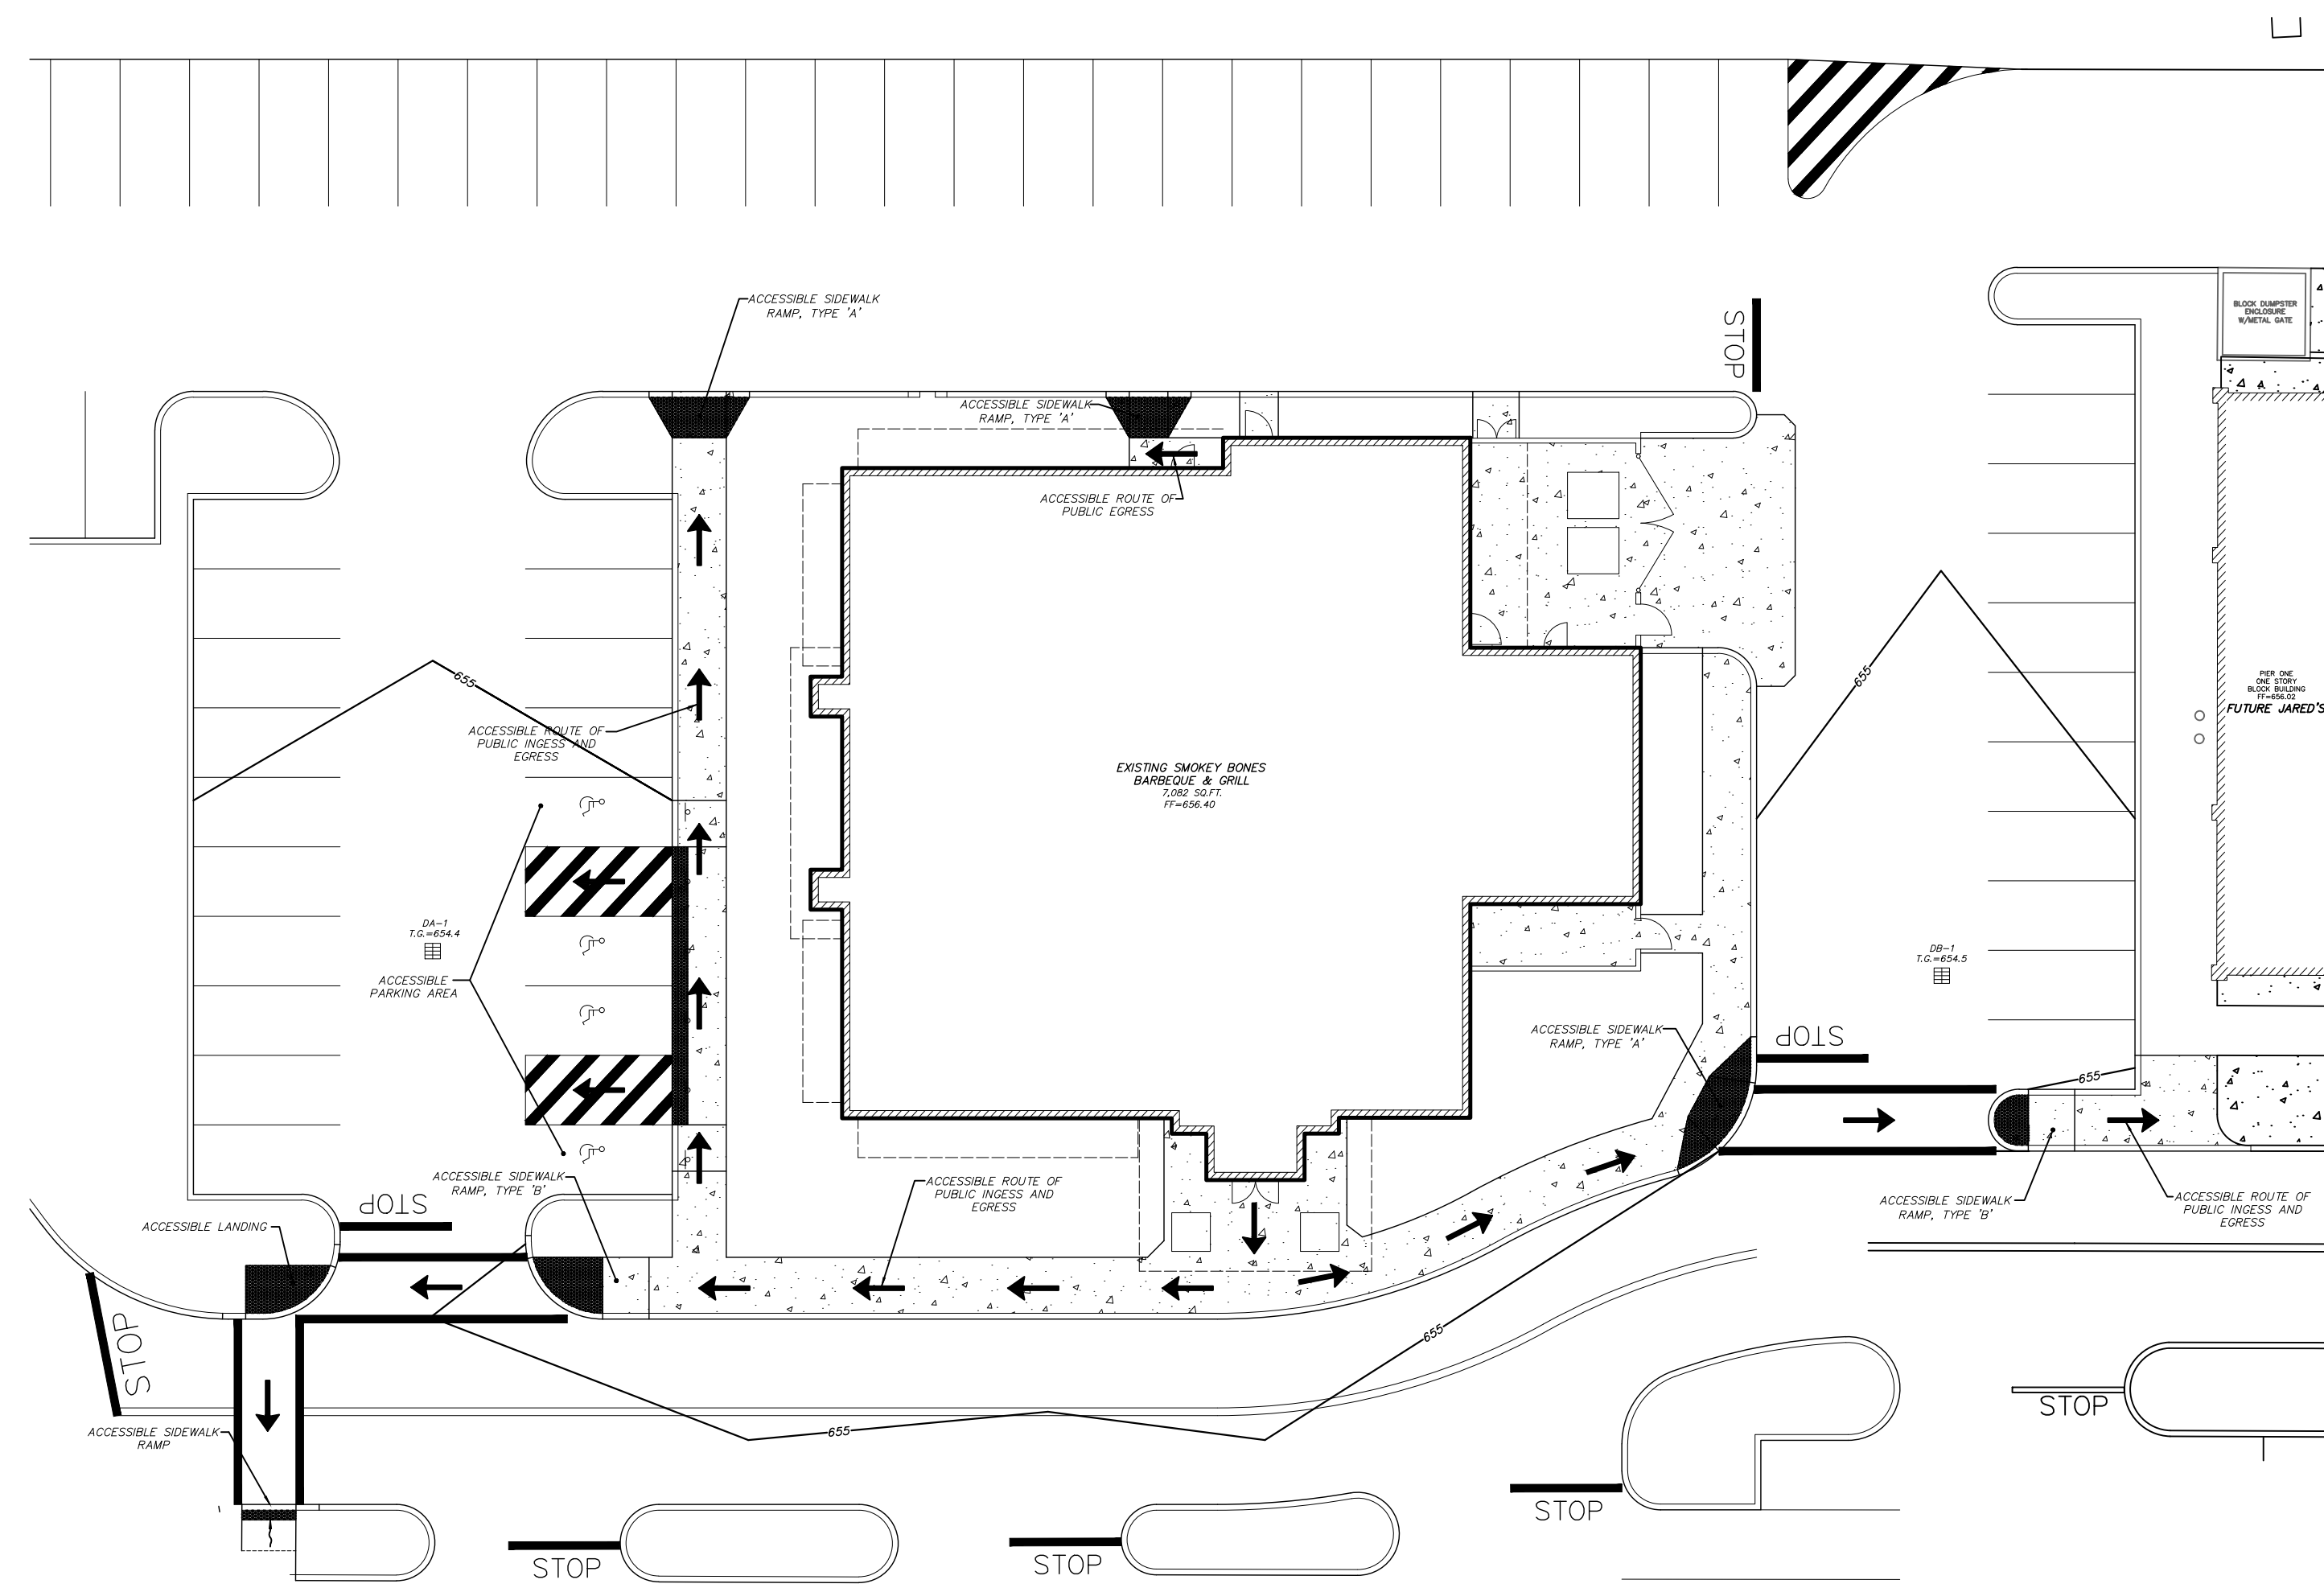 ACCESSIBLE SIDEWALK
RAMP, TYPE 'A'
STOP
BLOCK DUMPSTER
ENCLOSURE
W/METAL GATE
ACCESSIBLE SIDEWALK
RAMP, TYPE 'A'
ACCESSIBLE ROUTE OF
PUBLIC EGRESS
655
655
PIER ONE
ONE STORY
BLOCK BUILDING
FF=656.02
FUTURE JARED'S
ACCESSIBLE ROUTE OF
PUBLIC INGESS AND
EGRESS
EXISTING SMOKEY BONES
BARBEQUE & GRILL
7,082 SQ.FT.
FF=656.40
DA-1
T.G.=654.4
DB-1
T.G.=654.5
ACCESSIBLE
PARKING AREA
ACCESSIBLE SIDEWALK
RAMP, TYPE 'A'
STOP
655
ACCESSIBLE SIDEWALK
RAMP, TYPE 'B'
ACCESSIBLE ROUTE OF
PUBLIC INGESS AND
EGRESS
ACCESSIBLE SIDEWALK
RAMP, TYPE 'B'
ACCESSIBLE ROUTE OF
PUBLIC INGESS AND
EGRESS
STOP
ACCESSIBLE LANDING
STOP
655
STOP
ACCESSIBLE SIDEWALK
RAMP
655
STOP
STOP
STOP